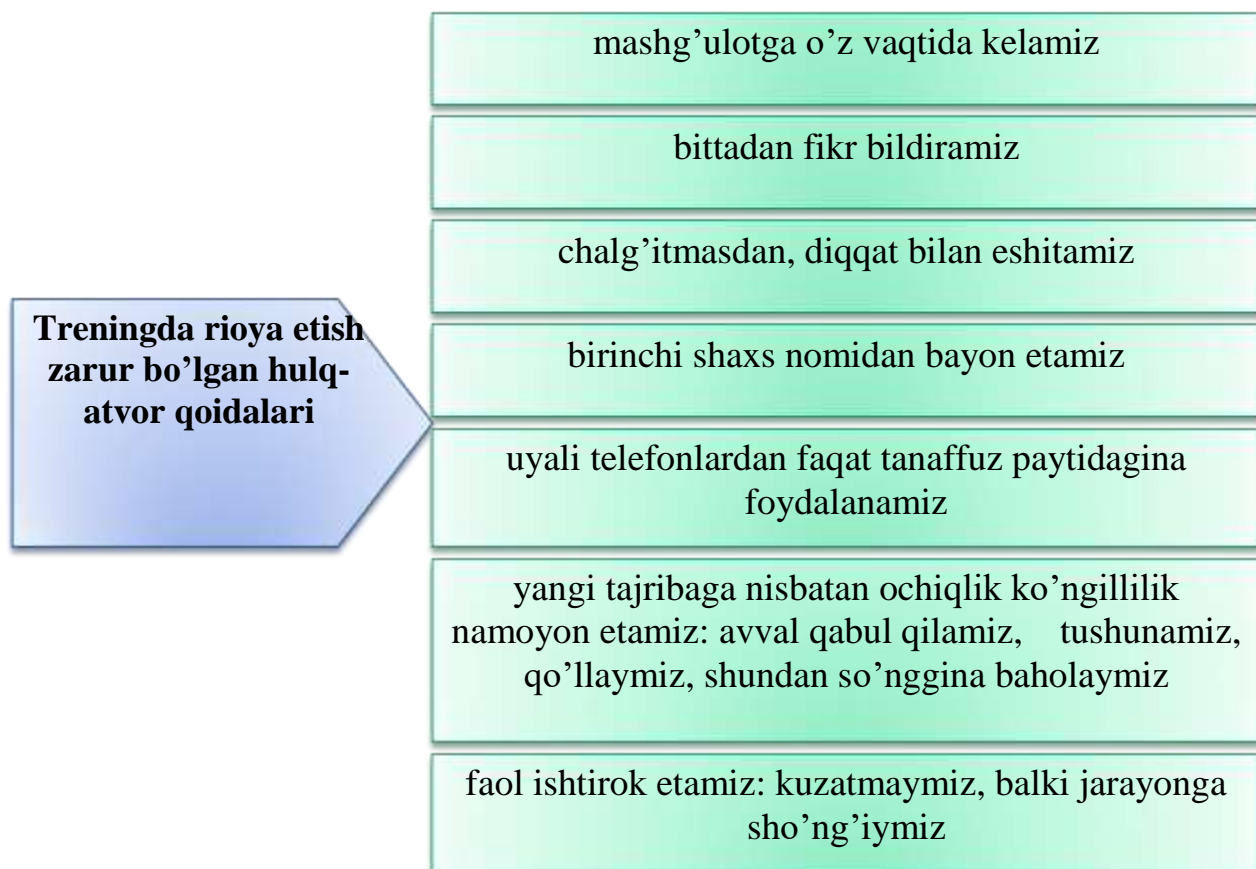 mashg’ulotga o’z vaqtida kelamiz
bittadan fikr bildiramiz
chalg’itmasdan, diqqat bilan eshitamiz
Treningda rioya etish
zarur bo’lgan hulq-
atvor qoidalari
birinchi shaxs nomidan bayon etamiz
uyali telefonlardan faqat tanaffuz paytidagina
foydalanamiz
yangi tajribaga nisbatan ochiqlik ko’ngillilik
namoyon etamiz: avval qabul qilamiz, tushunamiz,
qo’llaymiz, shundan so’nggina baholaymiz
faol ishtirok etamiz: kuzatmaymiz, balki jarayonga
sho’ng’iymiz